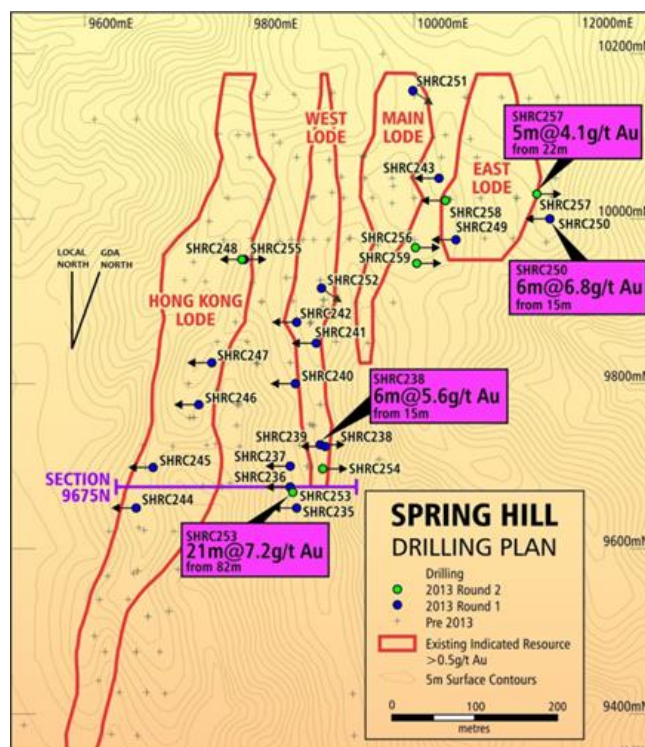 9600mE
9800mE
10000mE
12000mE
10200mN
SHRC251
WEST
LODE
MAIN
LODE
SHRC257
5m@4.1g/t Au
from 22m
SHRC243
EAST
LODE
10000mN
SHRC258
SHRC257
SHRC249
SHRC250
SHRC256
SHRC248
SHRC255
SHRC259
LOCAL
NORTH
GDA
NORTH
SHRC250
6m@6.8g/t Au
from 15m
SHRC252
HONG KONG
LODE
SHRC242
SHRC241
SHRC247
SHRC240
9800mN
SHRC238
6m@5.6g/t Au
from 15m
SHRC246
SHRC239
SHRC238
SHRC245
SHRC237
SHRC254
SECTION
9675N
SHRC236
SHRC253
SHRC244
SHRC235
SHRC253
21m@7.2g/t Au
from 82m
9600mN
SPRING HILL
DRILLING PLAN
Drilling
2013 Round 2
2013 Round 1
Pre 2013
Existing Indicated Resource
>0.5g/t Au
5m Surface Contours
0
100
200
metres
9400mN